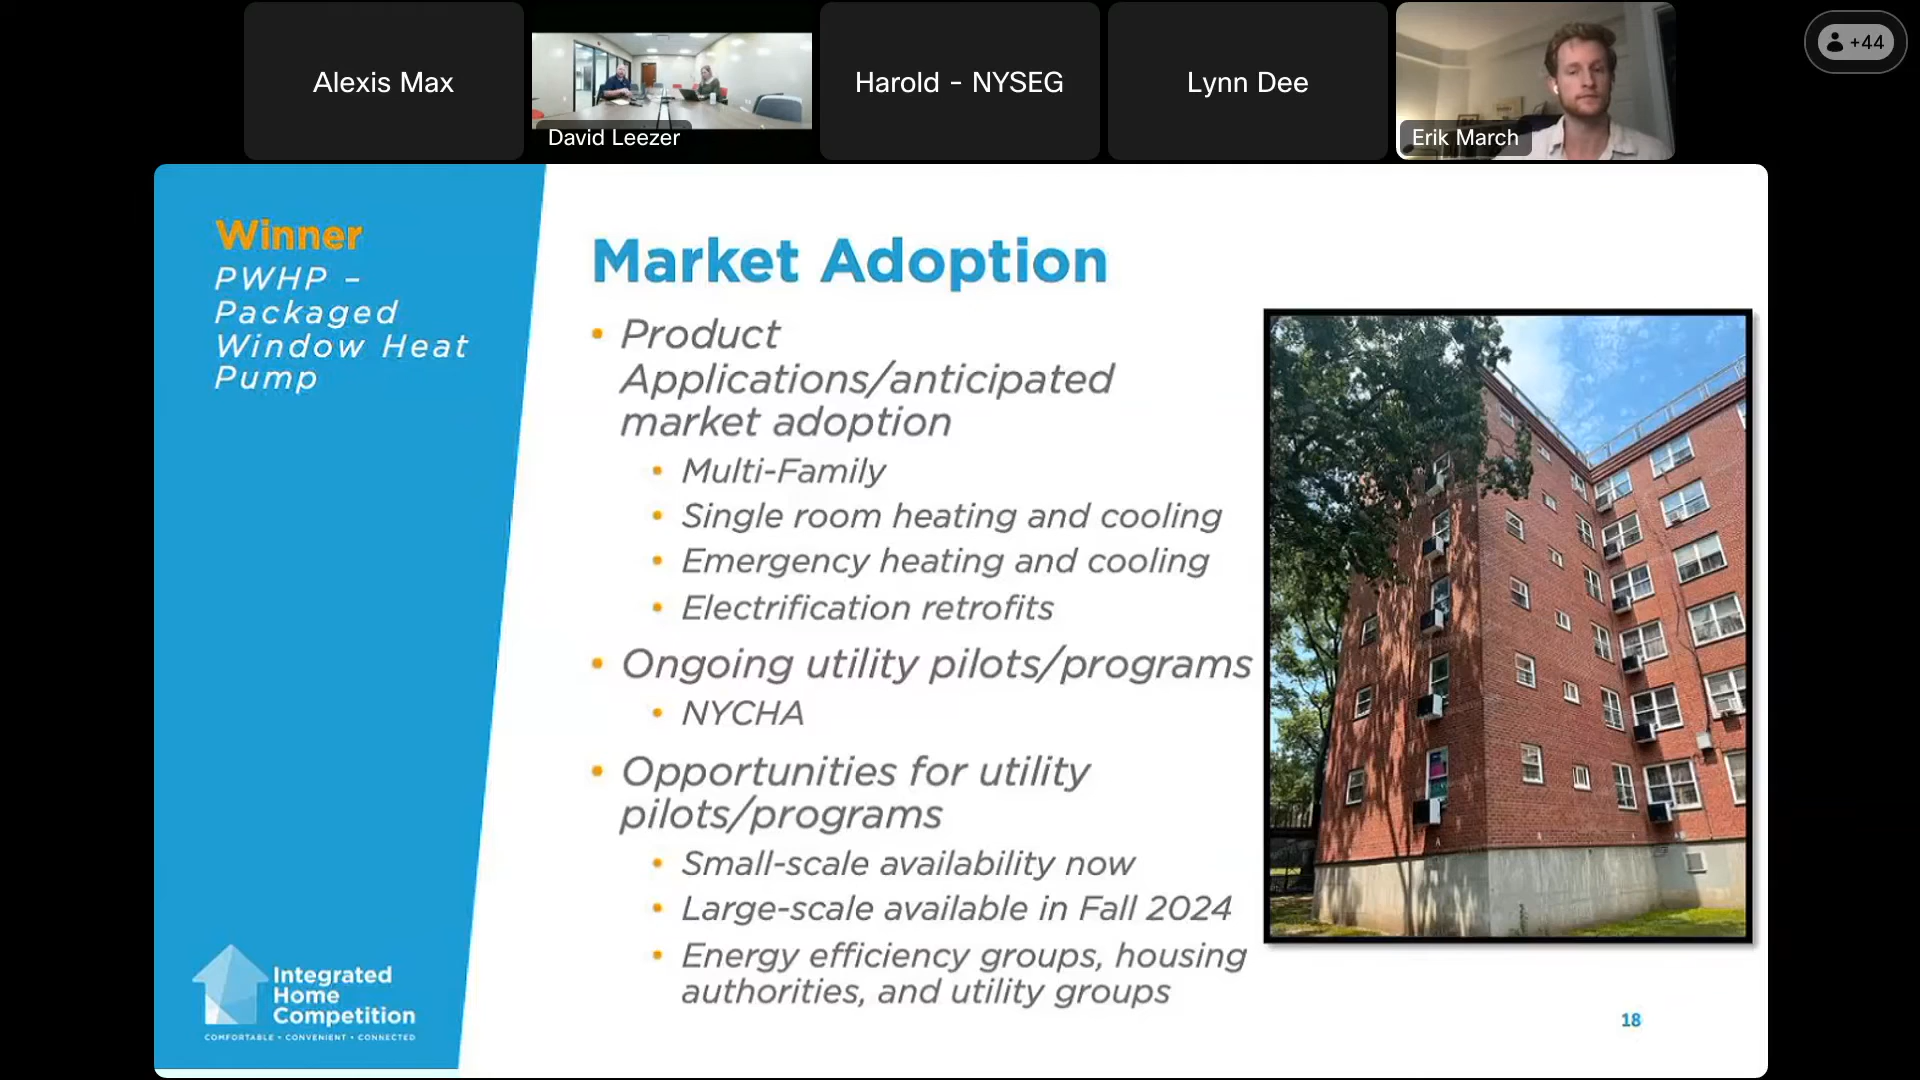 Alexis Max
David Leezer
Harold - NYSEG
Lynn Dee
Erik March
+44
Winner
PWHP –
Packaged
Window Heat
Pump
Market Adoption
• Product
Applications/anticipated
market adoption
• Multi-Family
• Single room heating and cooling
• Emergency heating and cooling
• Electrification retrofits
• Ongoing utility pilots/programs
• NYCHA
• Opportunities for utility
pilots/programs
• Small-scale availability now
• Large-scale available in Fall 2024
• Energy efficiency groups, housing
authorities, and utility groups
Integrated
Home
Competition
COMFORTABLE • CONVENIENT • CONNECTED
18